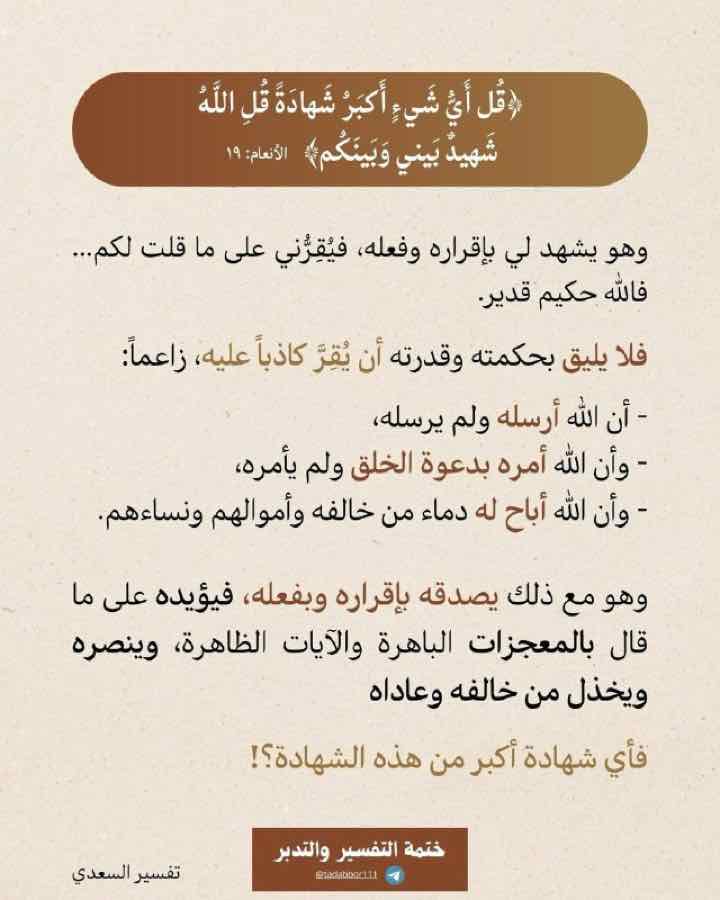 ﴿قُل أَيُّ شَيءٍ أَكبَرُ شَهادَةً قُلِ اللَّهُ
شَهيدٌ بَيني وَبَينَكُم﴾ الأنعام: ١٩
وهو يشهد لي بإقراره وفعله، فيُقِرُّني على ما قلت لكم...
فالله حكيم قدير.
فلا يليق بحكمته وقدرته أن يُقِرَّ كاذباً عليه، زاعماً:
- أن الله أرسله ولم يرسله،
- وأن الله أمره بدعوة الخلق ولم يأمره،
- وأن الله أباح له دماء من خالفه وأموالهم ونساءهم.
وهو مع ذلك يصدقه بإقراره وبفعله، فيؤيده على ما
قال بالمعجزات الباهرة والآيات الظاهرة، وينصره
ويخذل من خالفه وعاداه
فأي شهادة أكبر من هذه الشهادة؟!
ختمة التفسير والتدبر
@tadabbor111
تفسير السعدي